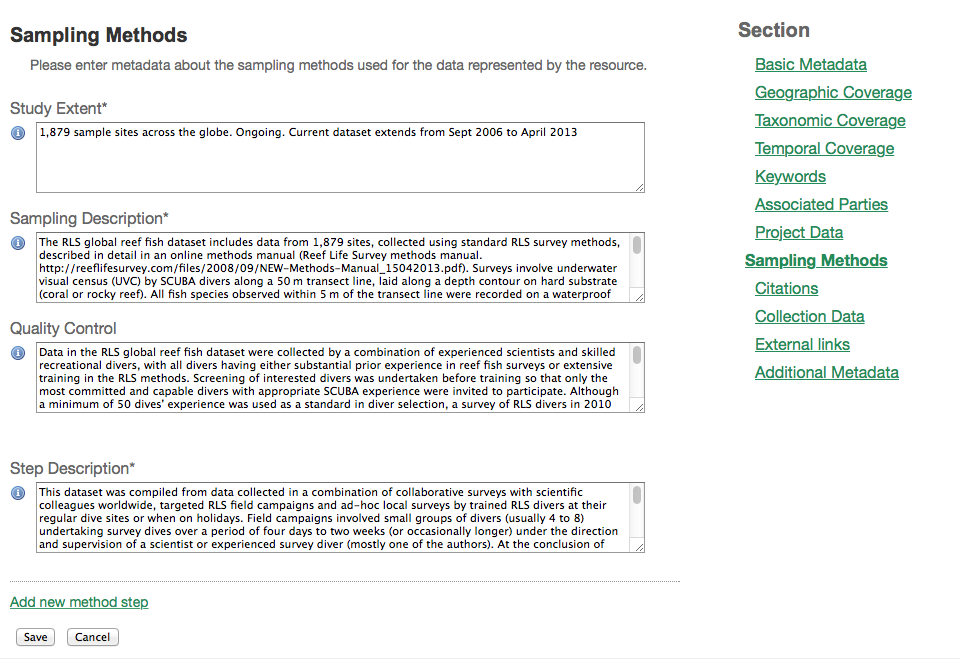 Sampling Methods
Please enter metadata about the sampling methods used for the data represented by the resource.
Study Extent*
1,879 sample sites across the globe. Ongoing. Current dataset extends from Sept 2006 to April 2013
Sampling Description*
The RLS global reef fish dataset includes data from 1,879 sites, collected using standard RLS survey methods,
described in detail in an online methods manual (Reef Life Survey methods manual.
http://reeflifesurvey.com/files/2008/09/NEW-Methods-Manual_15042013.pdf). Surveys involve underwater
visual census (UVC) by SCUBA divers along a 50 m transect line, laid along a depth contour on hard substrate
(coral or rocky reef). All fish species observed within 5 m of the transect line were recorded on a waterproof
Quality Control
Data in the RLS global reef fish dataset were collected by a combination of experienced scientists and skilled
recreational divers, with all divers having either substantial prior experience in reef fish surveys or extensive
training in the RLS methods. Screening of interested divers was undertaken before training so that only the
most committed and capable divers with appropriate SCUBA experience were invited to participate. Although
a minimum of 50 dives' experience was used as a standard in diver selection, a survey of RLS divers in 2010
Step Description*
This dataset was compiled from data collected in a combination of collaborative surveys with scientific
colleagues worldwide, targeted RLS field campaigns and ad-hoc local surveys by trained RLS divers at their
regular dive sites or when on holidays. Field campaigns involved small groups of divers (usually 4 to 8)
undertaking survey dives over a period of four days to two weeks (or occasionally longer) under the direction
and supervision of a scientist or experienced survey diver (mostly one of the authors). At the conclusion of
Add new method step
Save Cancel
Section
Basic Metadata
Geographic Coverage
Taxonomic Coverage
Temporal Coverage
Keywords
Associated Parties
Project Data
Sampling Methods
Citations
Collection Data
External links
Additional Metadata